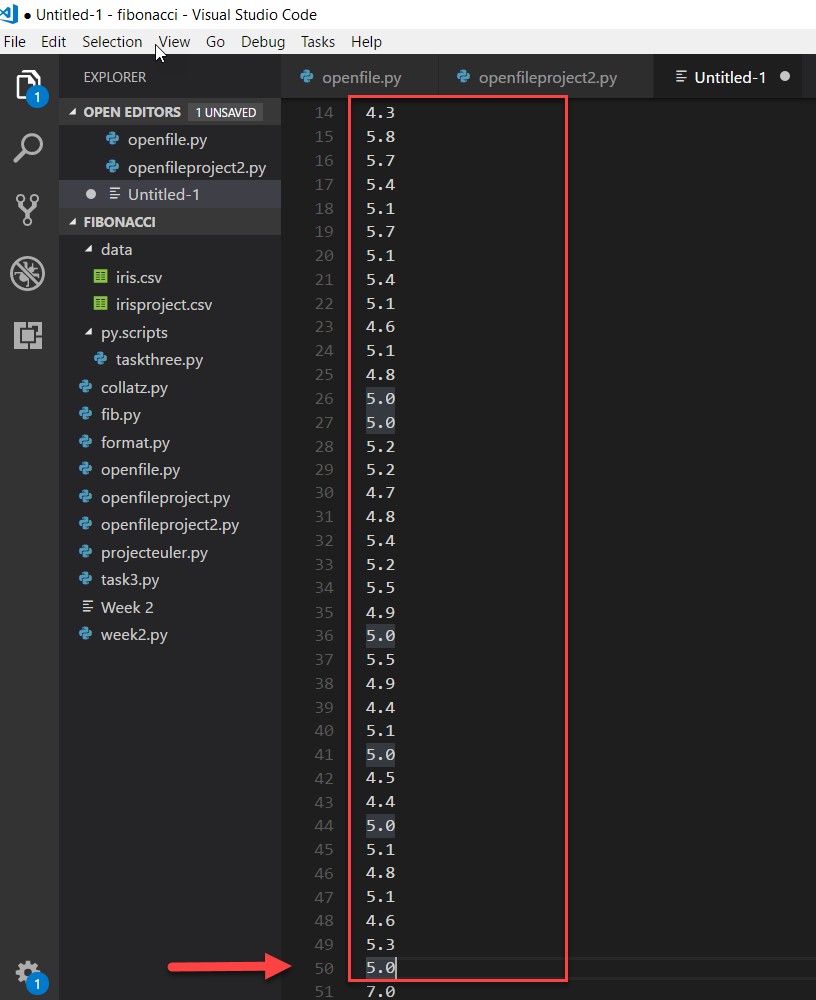 ● Untitled-1 - fibonacci - Visual Studio Code
File Edit Selection View Go Debug Tasks Help
1
1
EXPLORER
OPEN EDITORS 1 UNSAVED
openfile.py
openfileproject2.py
Untitled-1
FIBONACCI
data
iris.csv
irisproject.csv
py.scripts
taskthree.py
collatz.py
fib.py
format.py
openfile.py
openfileproject.py
openfileproject2.py
projecteuler.py
task3.py
Week 2
week2.py
openfile.py openfileproject2.py Untitled-1 ●
14 4.3
15 5.8
16 5.7
17 5.4
18 5.1
19 5.7
20 5.1
21 5.4
22 5.1
23 4.6
24 5.1
25 4.8
26 5.0
27 5.0
28 5.2
29 5.2
30 4.7
31 4.8
32 5.4
33 5.2
34 5.5
35 4.9
36 5.0
37 5.5
38 4.9
39 4.4
40 5.1
41 5.0
42 4.5
43 4.4
44 5.0
45 5.1
46 4.8
47 5.1
48 4.6
49 5.3
50 5.0
51 7.0